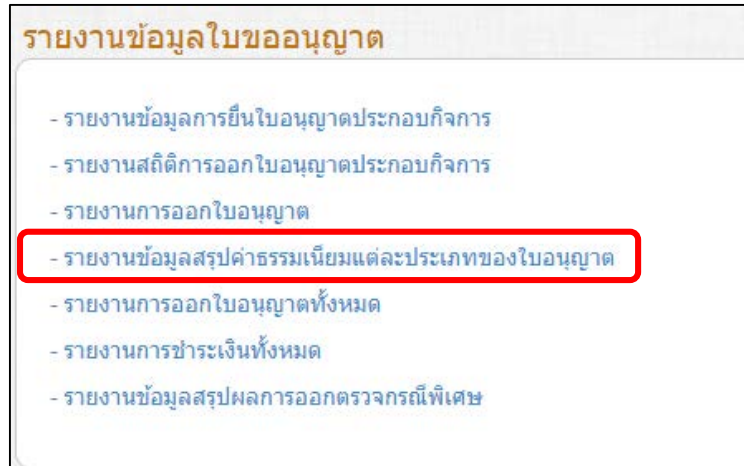 รายงานข้อมูลใบขออนุญาต
- รายงานข้อมูลการยื่นใบอนุญาตประกอบกิจการ
- รายงานสถิติการออกใบอนุญาตประกอบกิจการ
- รายงานการออกใบอนุญาต
- รายงานข้อมูลสรุปค่าธรรมเนียมแต่ละประเภทของใบอนุญาต
- รายงานการออกใบอนุญาตทั้งหมด
- รายงานการชำระเงินทั้งหมด
- รายงานข้อมูลสรุปผลการออกตรวจกรณีพิเศษ